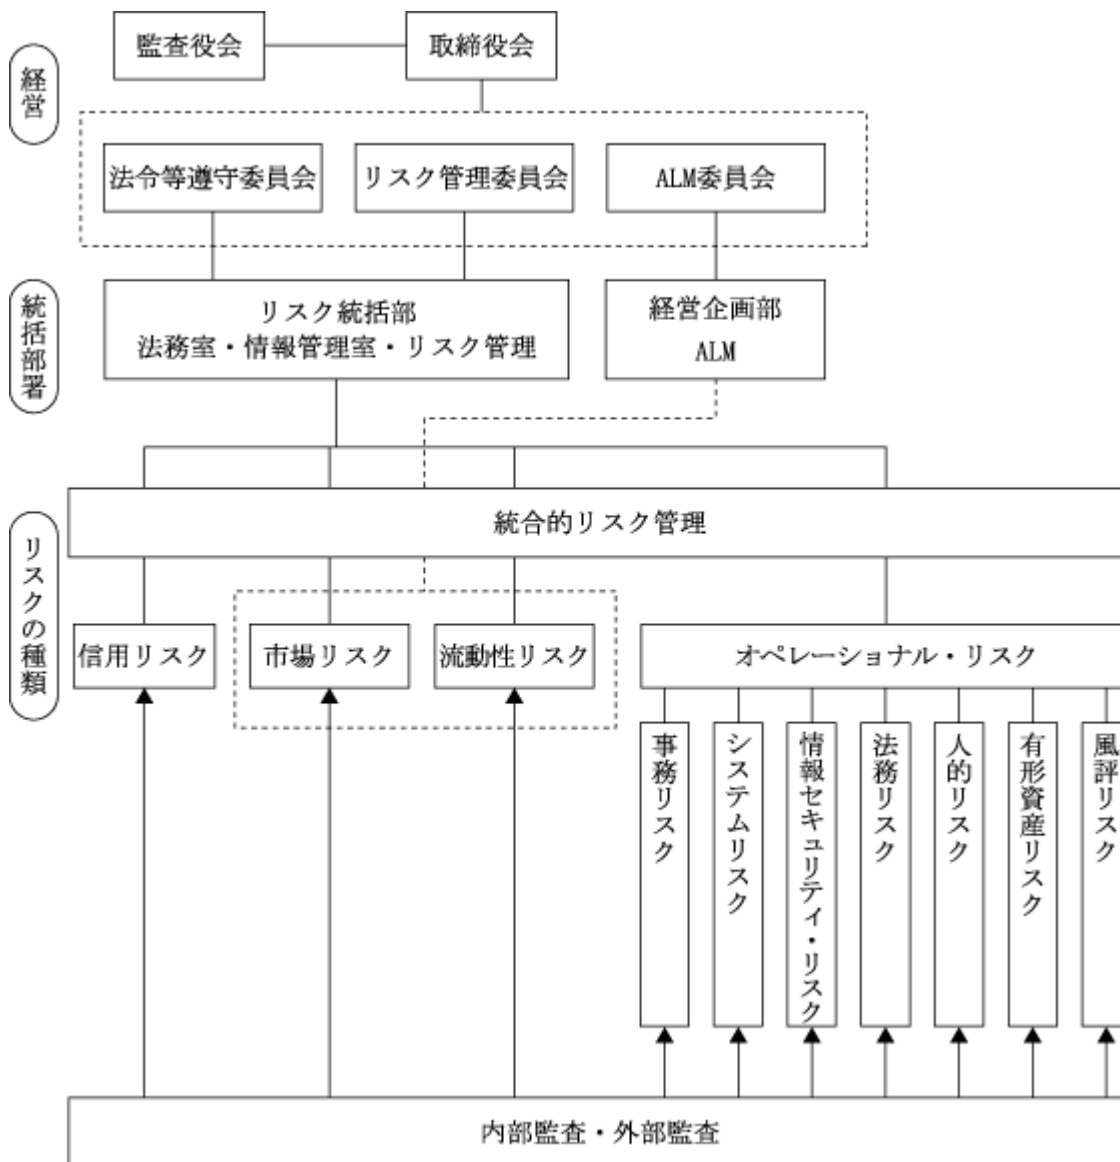 経営
監査役会
取締役会
法令等遵守委員会
リスク管理委員会
ALM委員会
統括部署
リスク統括部
法務室・情報管理室・リスク管理
経営企画部
ALM
リスクの種類
統合的リスク管理
信用リスク
市場リスク
流動性リスク
オペレーショナル・リスク
事務リスク
システムリスク
情報セキュリティ・リスク
法務リスク
人的リスク
有形資産リスク
風評リスク
内部監査・外部監査